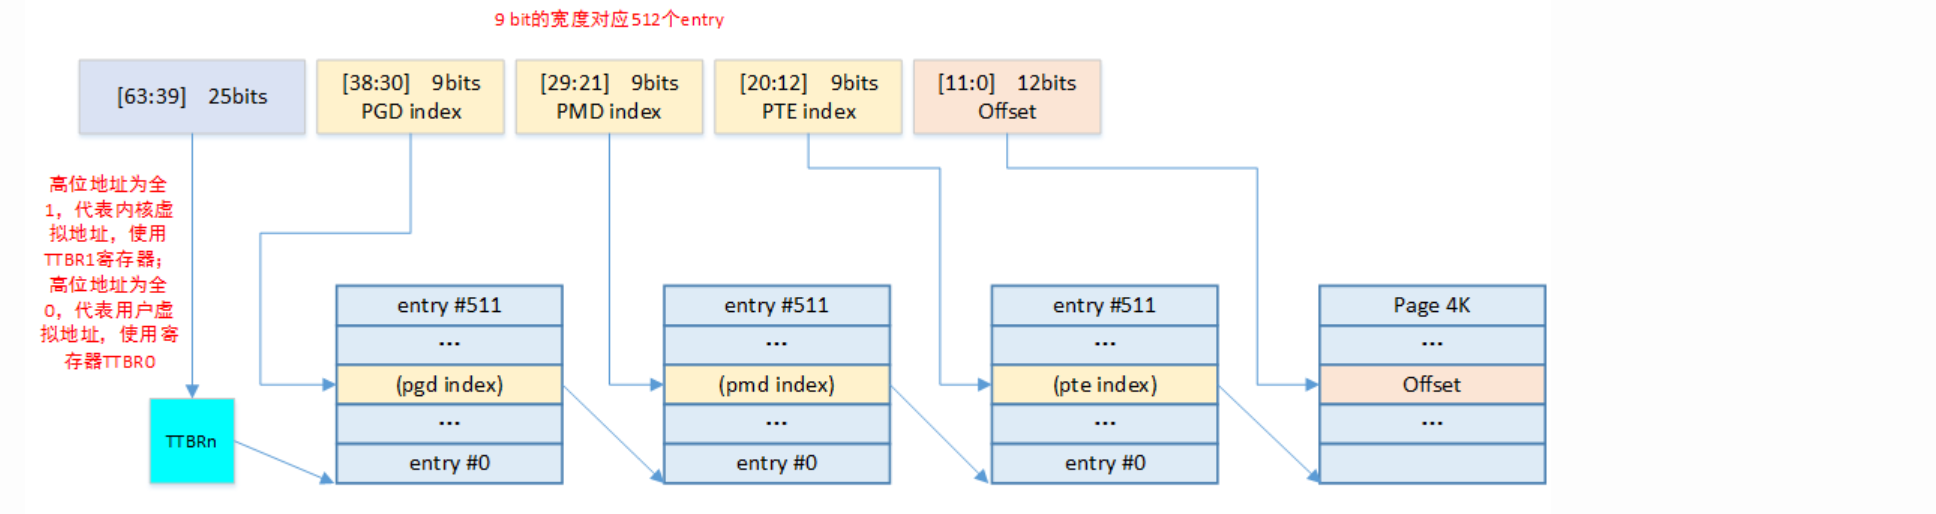 9 bit的宽度对应512个entry
[63:39] 25bits
[38:30] 9bits
PGD index
[29:21] 9bits
PMD index
[20:12] 9bits
PTE index
[11:0] 12bits
Offset
高位地址为全
1，代表内核虚
拟地址，使用
TTBR1寄存器；
高位地址为全
0，代表用户虚
拟地址，使用寄
存器TTBR0
TTBRn
entry #511
...
(pgd index)
...
entry #0
entry #511
...
(pmd index)
...
entry #0
entry #511
...
(pte index)
...
entry #0
Page 4K
...
Offset
...